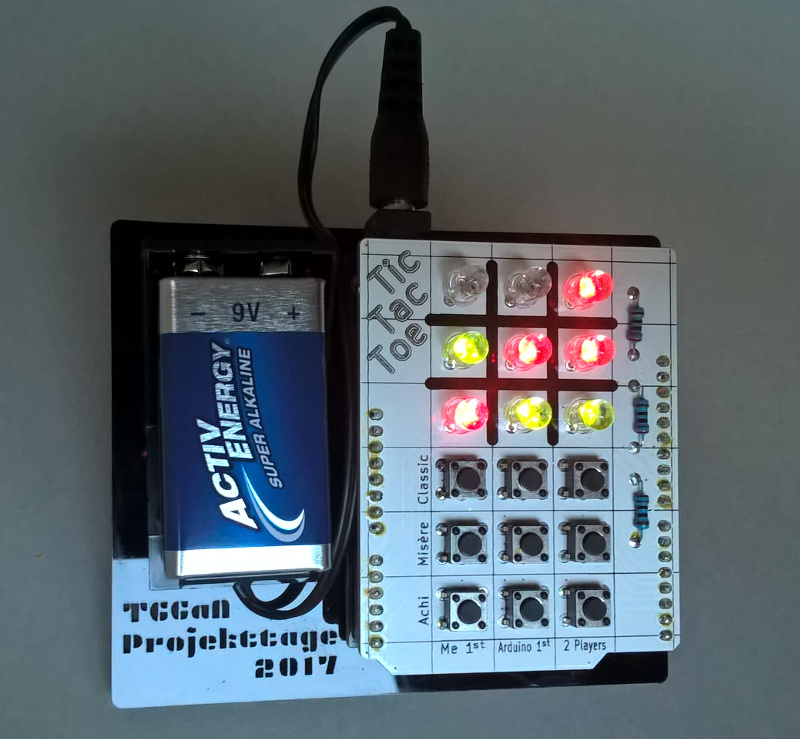 Tic
Tac
Toe
- 9V +
ACTIV
ENERGY
SUPER ALKALINE
Classic
Misère
Achi
Me 1st
Arduino 1st
2 Players
TGGaA
Projekttage
2017